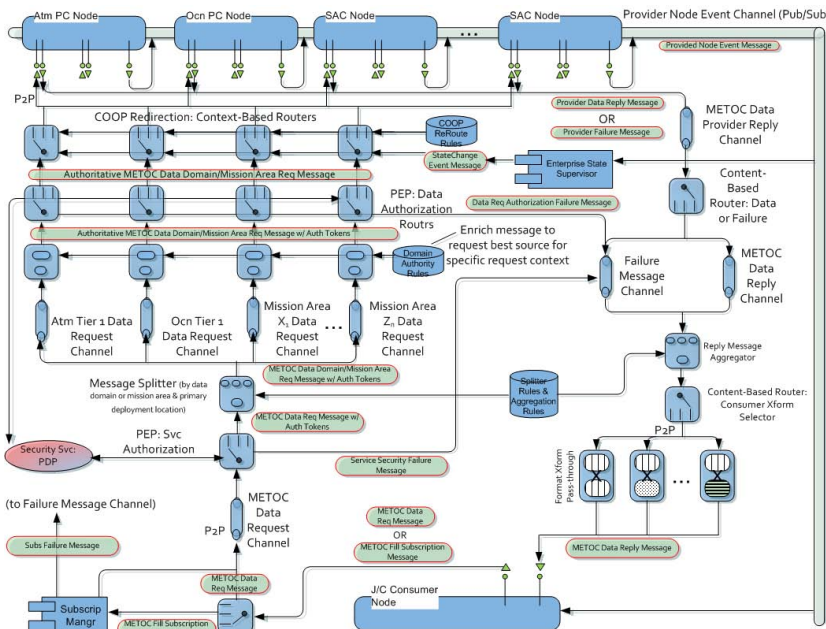 Atm PC Node
Ocn PC Node
SAC Node
SAC Node
Provider Node Event Channel (Pub/Sub
Provided Node Event Message
P2P
Provider Data Reply Message
OR
Provider Failure Message
METOC Data
Provider Reply
Channel
COOP Redirection: Context-Based Routers
COOP
ReRoute
Rules
StateChange
Event Message
Enterprise State
Supervisor
Authoritative METOC Data Domain/Mission Area Req Message
Content-
Based
Router: Data
or Failure
PEP: Data
Authorization
Routrs
Data Req Authorization Failure Message
Authoritative METOC Data Domain/Mission Area Req Message w/ Auth Tokens
Domain
Authority
Rules
Enrich message to
request best source for
specific request context
Failure
Message
Channel
METOC
Data
Reply
Channel
Atm Tier 1 Data
Request
Channel
Ocn Tier 1
Data Request
Channel
Mission Area
X1 Data
Request
Channel
...
Mission Area
Zn Data
Request
Channel
METOC Data Domain/Mission Area
Req Message w/ Auth Tokens
Reply Message
Aggregator
Message Splitter (by data
domain or mission area & primary
deployment location)
Splitter
Rules &
Aggregation
Rules
METOC Data Req Message w/
Auth Tokens
Content-Based Router:
Consumer Xform
Selector
P2P
PEP: Svc
Authorization
Security Svc:
PDP
Service Security Failure
Message
Format Xform
Pass-through
...
(to Failure Message Channel)
METOC
Data
Request
Channel
P2P
METOC Data
Req Message
OR
METOC Fill Subscription
Message
Subs Failure Message
METOC Data Reply Message
METOC Data
Req Message
J/C Consumer
Node
Subscrip
Mangr
METOC Fill Subscription